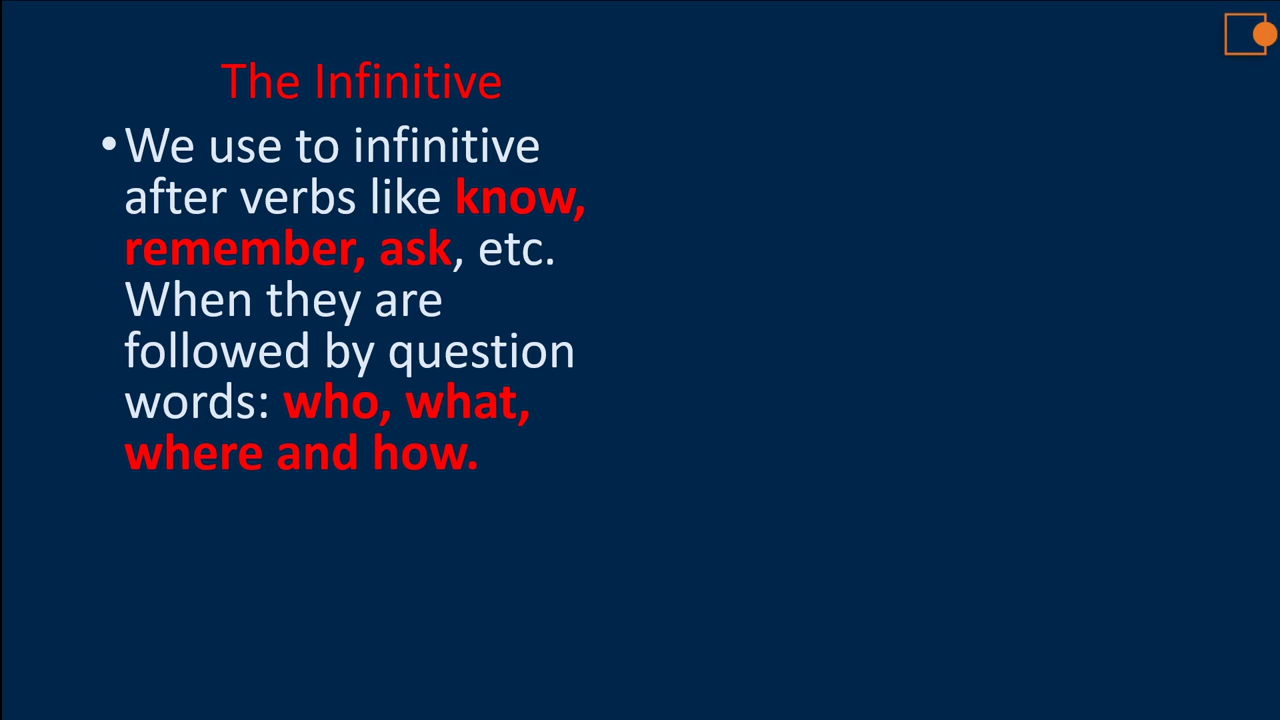 The Infinitive
•We use to infinitive
after verbs like know,
remember, ask, etc.
When they are
followed by question
words: who, what,
where and how.